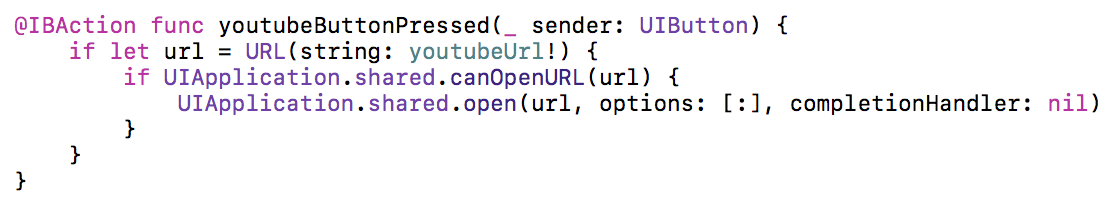 @IBAction func youtubeButtonPressed(_ sender: UIButton) {
    if let url = URL(string: youtubeUrl!) {
        if UIApplication.shared.canOpenURL(url) {
            UIApplication.shared.open(url, options: [:], completionHandler: nil)
        }
    }
}